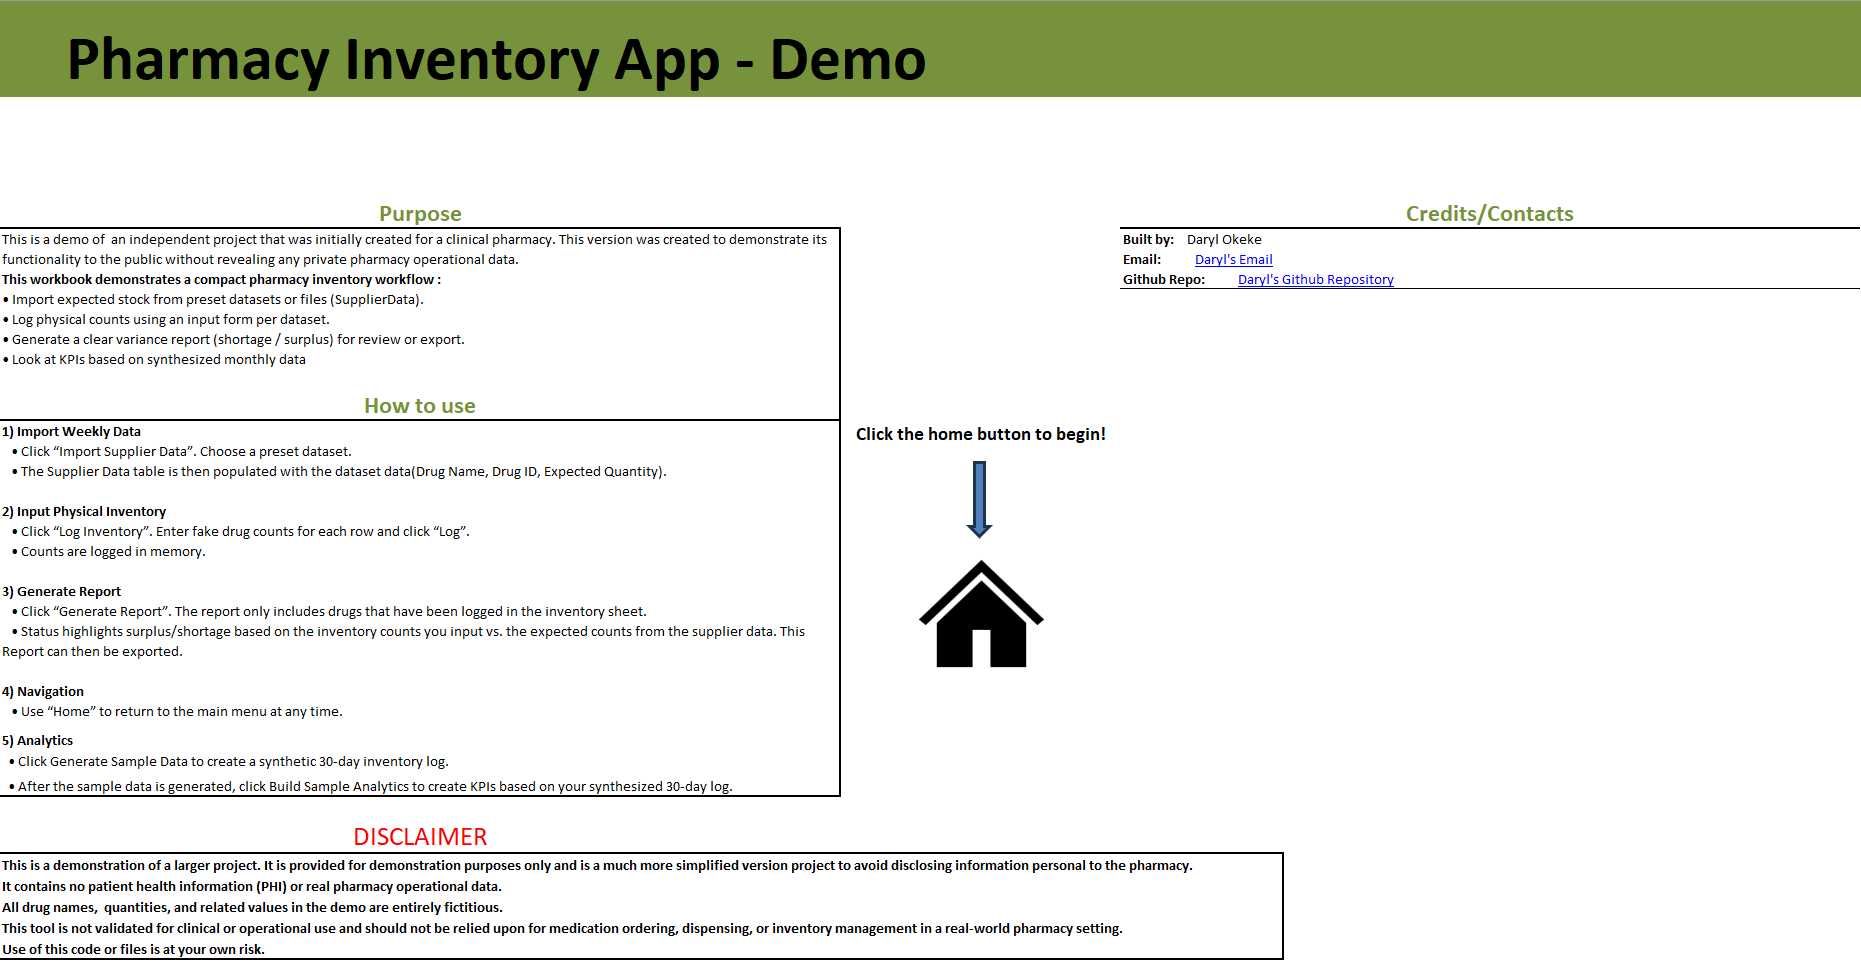 Pharmacy Inventory App - Demo
Purpose
This is a demo of  an independent project that was initially created for a clinical pharmacy. This version was created to demonstrate its
functionality to the public without revealing any private pharmacy operational data.
This workbook demonstrates a compact pharmacy inventory workflow :
• Import expected stock from preset datasets or files (SupplierData).
• Log physical counts using an input form per dataset.
• Generate a clear variance report (shortage / surplus) for review or export.
• Look at KPIs based on synthesized monthly data
How to use
1) Import Weekly Data
• Click “Import Supplier Data”. Choose a preset dataset.
• The Supplier Data table is then populated with the dataset data(Drug Name, Drug ID, Expected Quantity).
2) Input Physical Inventory
• Click “Log Inventory”. Enter fake drug counts for each row and click “Log”.
• Counts are logged in memory.
3) Generate Report
• Click “Generate Report”. The report only includes drugs that have been logged in the inventory sheet.
• Status highlights surplus/shortage based on the inventory counts you input vs. the expected counts from the supplier data. This
Report can then be exported.
4) Navigation
• Use “Home” to return to the main menu at any time.
5) Analytics
• Click Generate Sample Data to create a synthetic 30-day inventory log.
• After the sample data is generated, click Build Sample Analytics to create KPIs based on your synthesized 30-day log.
Click the home button to begin!
Credits/Contacts
Built by: Daryl Okeke
Email: Daryl's Email
Github Repo: Daryl's Github Repository
DISCLAIMER
This is a demonstration of a larger project. It is provided for demonstration purposes only and is a much more simplified version project to avoid disclosing information personal to the pharmacy.
It contains no patient health information (PHI) or real pharmacy operational data.
All drug names,  quantities, and related values in the demo are entirely fictitious.
This tool is not validated for clinical or operational use and should not be relied upon for medication ordering, dispensing, or inventory management in a real-world pharmacy setting.
Use of this code or files is at your own risk.